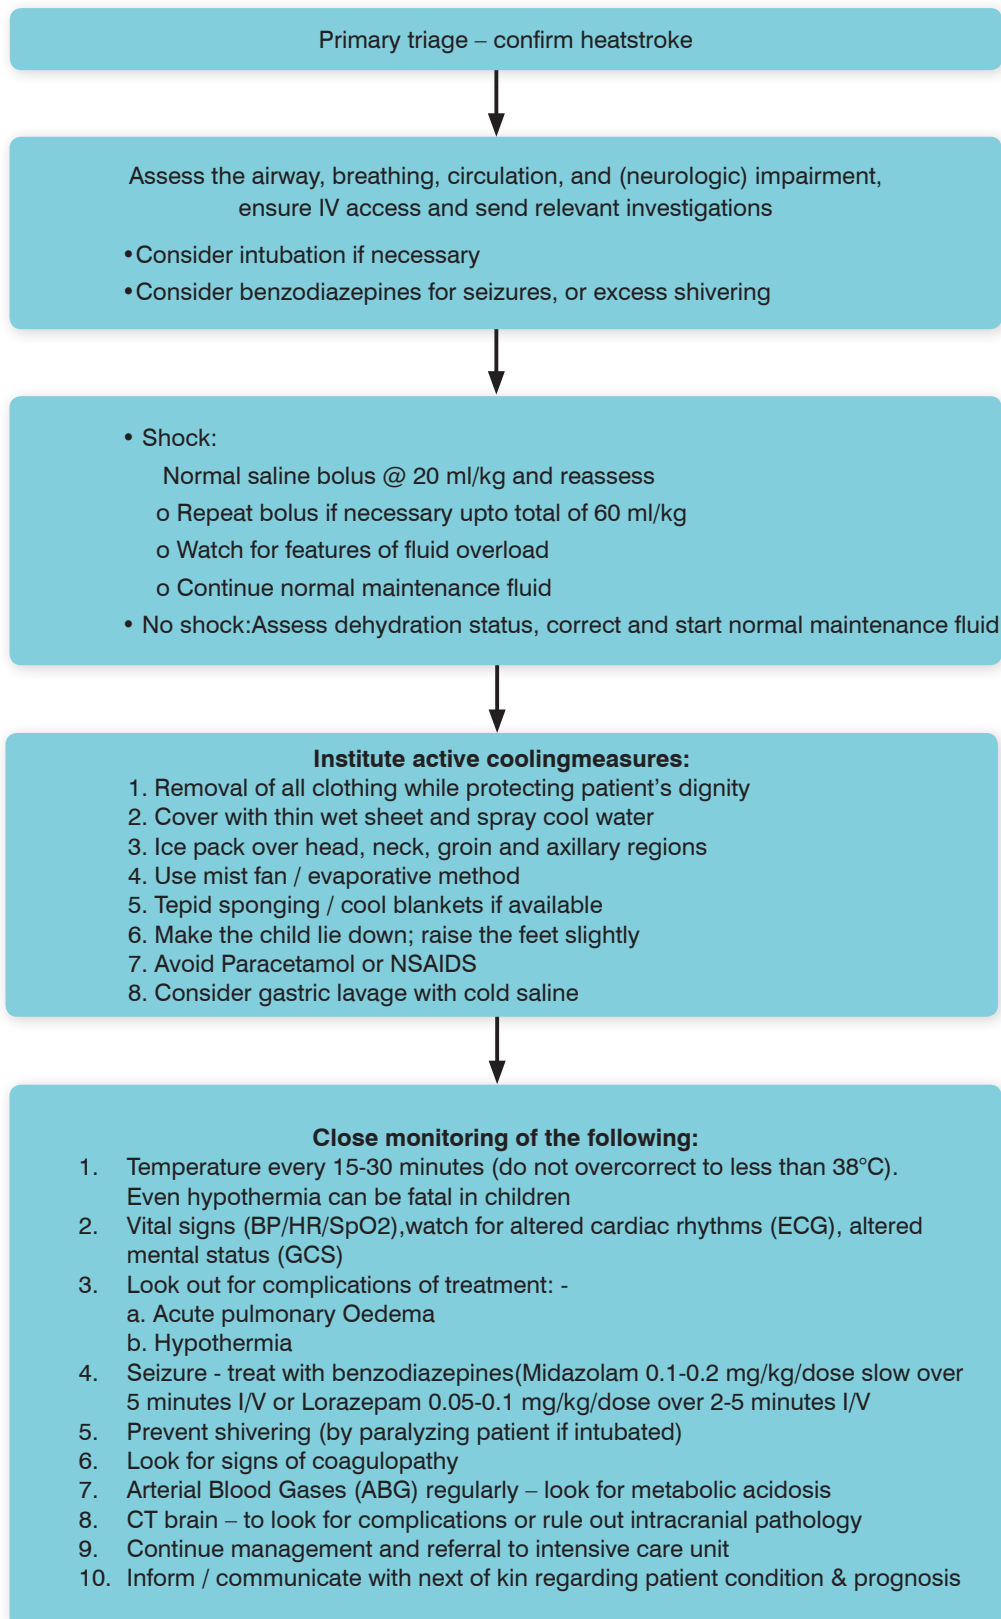 Primary triage – confirm heatstroke
Assess the airway, breathing, circulation, and (neurologic) impairment,
ensure IV access and send relevant investigations
•Consider intubation if necessary
•Consider benzodiazepines for seizures, or excess shivering
• Shock:
Normal saline bolus @ 20 ml/kg and reassess
o Repeat bolus if necessary upto total of 60 ml/kg
o Watch for features of fluid overload
o Continue normal maintenance fluid
• No shock:Assess dehydration status, correct and start normal maintenance fluid
Institute active coolingmeasures:
1. Removal of all clothing while protecting patient’s dignity
2. Cover with thin wet sheet and spray cool water
3. Ice pack over head, neck, groin and axillary regions
4. Use mist fan / evaporative method
5. Tepid sponging / cool blankets if available
6. Make the child lie down; raise the feet slightly
7. Avoid Paracetamol or NSAIDS
8. Consider gastric lavage with cold saline
Close monitoring of the following:
1. Temperature every 15-30 minutes (do not overcorrect to less than 38°C).
Even hypothermia can be fatal in children
2. Vital signs (BP/HR/SpO2),watch for altered cardiac rhythms (ECG), altered
mental status (GCS)
3. Look out for complications of treatment: -
a. Acute pulmonary Oedema
b. Hypothermia
4. Seizure - treat with benzodiazepines(Midazolam 0.1-0.2 mg/kg/dose slow over
5 minutes I/V or Lorazepam 0.05-0.1 mg/kg/dose over 2-5 minutes I/V
5. Prevent shivering (by paralyzing patient if intubated)
6. Look for signs of coagulopathy
7. Arterial Blood Gases (ABG) regularly – look for metabolic acidosis
8. CT brain – to look for complications or rule out intracranial pathology
9. Continue management and referral to intensive care unit
10. Inform / communicate with next of kin regarding patient condition & prognosis